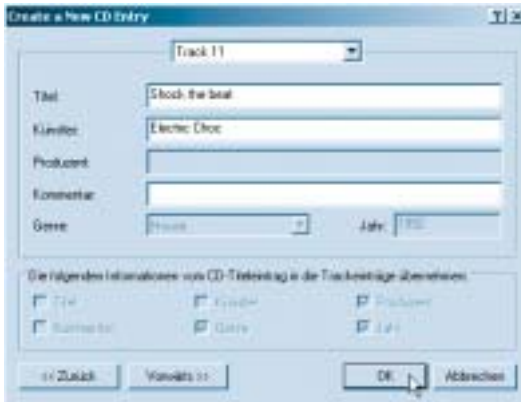 Create a New CD Entry
Track 11
Titel: Shock the beat
Künstler: Electric Choc
Produzent:
Kommentar:
Genre: House Jahr:
Die folgenden Informationen vom CD-Titeleintrag in die Trackeinträge übernehmen:
Titel Künstler Produzent
Kommentar Genre Jahr
<< Zurück Vorwärts >> OK Abbrechen